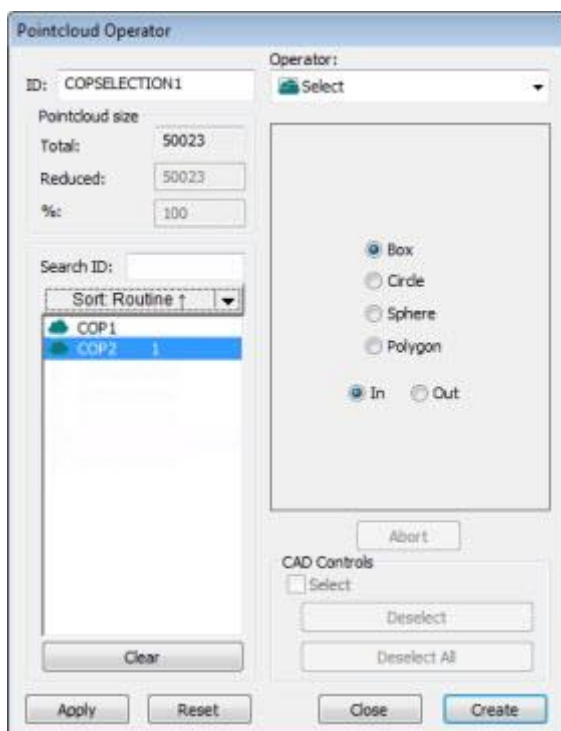 Pointcloud Operator
ID: COPSELECTION1
Operator:
Select
Pointcloud size
Total: 50023
Reduced: 50023
%: 100
Search ID:
Sort: Routine ↑
COP1
COP2 1
Clear
Box
Circle
Sphere
Polygon
In Out
Abort
CAD Controls
Select
Deselect
Deselect All
Apply Reset Close Create